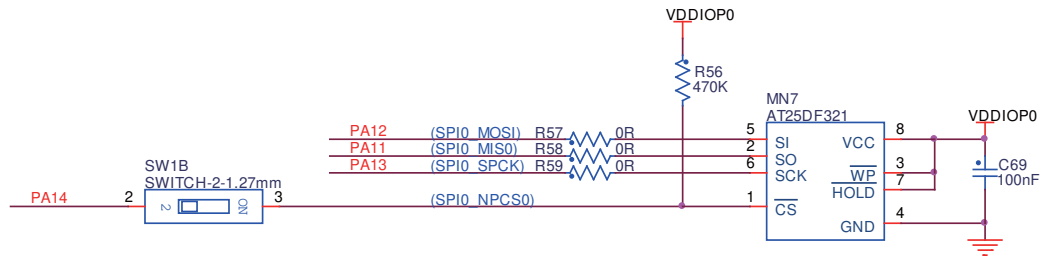 VDDIOP0
R56
470K
MN7
AT25DF321
VDDIOP0
PA12 (SPI0_MOSI) R57 0R 5 SI VCC 8
PA11 (SPI0_MIS0) R58 0R 2 SO
PA13 (SPI0_SPCK) R59 0R 6 SCK WP 3
HOLD 7
C69
100nF
SW1B
SWITCH-2-1.27mm
PA14 2 2 ON 3 (SPI0_NPCS0) 1 CS
GND 4